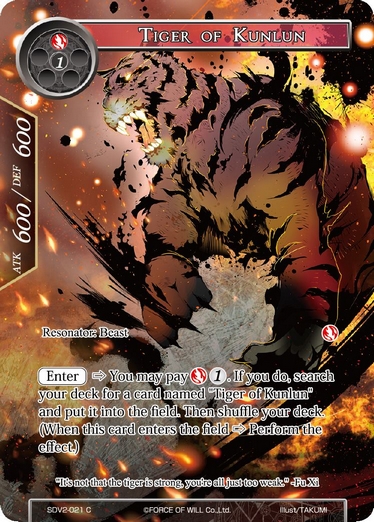 Tiger of Kunlun
1
ATK 600 / DEF 600
Resonator: Beast
Enter ⇨ You may pay 1. If you do, search
your deck for a card named "Tiger of Kunlun"
and put it into the field. Then shuffle your deck.
(When this card enters the field ⇨ Perform the
effect.)
"It's not that the tiger is strong, you're all just too weak." -Fu Xi
SDV2-021 C ©FORCE OF WILL Co.,Ltd. Illust/TAKUMI